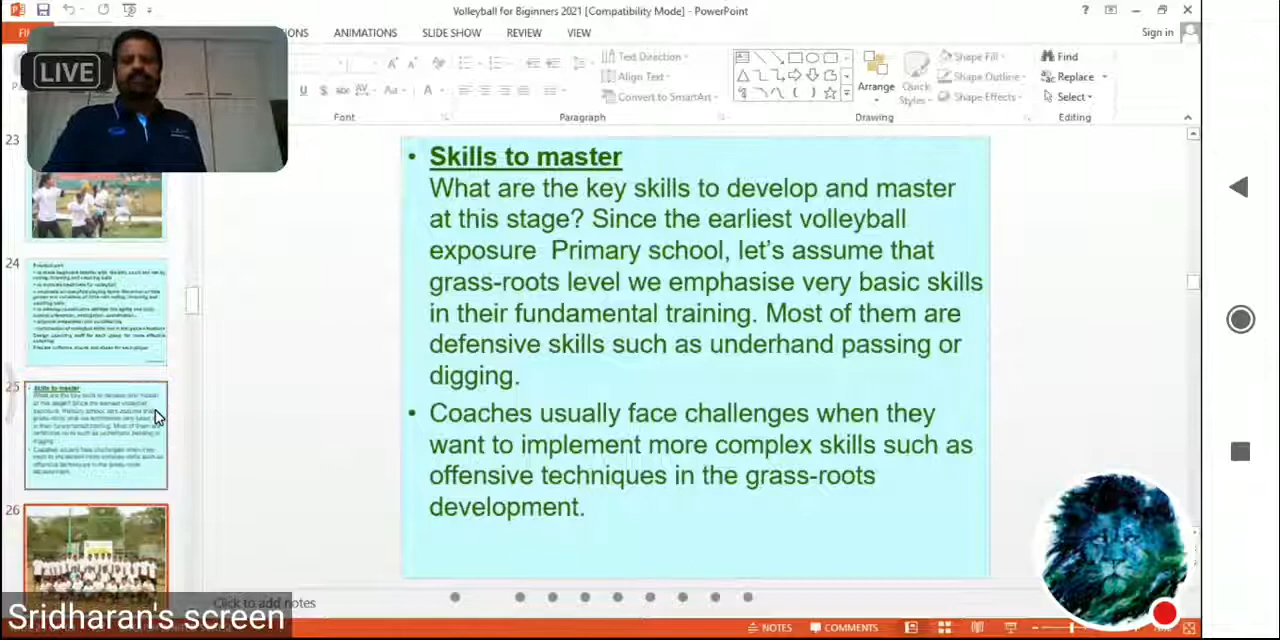 Volleyball for Biginners 2021 [Compatibility Mode] - PowerPoint
?
Sign in
ANIMATIONS SLIDE SHOW REVIEW VIEW
LIVE
Text Direction
Align Text
Convert to SmartArt
Arrange
Quick
Styles
Shape Fill
Shape Outline
Shape Effects
Find
Replace
Select
Font Paragraph Drawing Editing
23
24
25
26
Skills to master
• Skills to master
What are the key skills to develop and master
at this stage? Since the earliest volleyball
exposure Primary school, let's assume that
grass-roots level we emphasise very basic skills
in their fundamental training. Most of them are
defensive skills such as underhand passing or
digging.
• Coaches usually face challenges when they
want to implement more complex skills such as
offensive techniques in the grass-roots
development.
Click to add notes
Sridharan's screen
NOTES COMMENTS